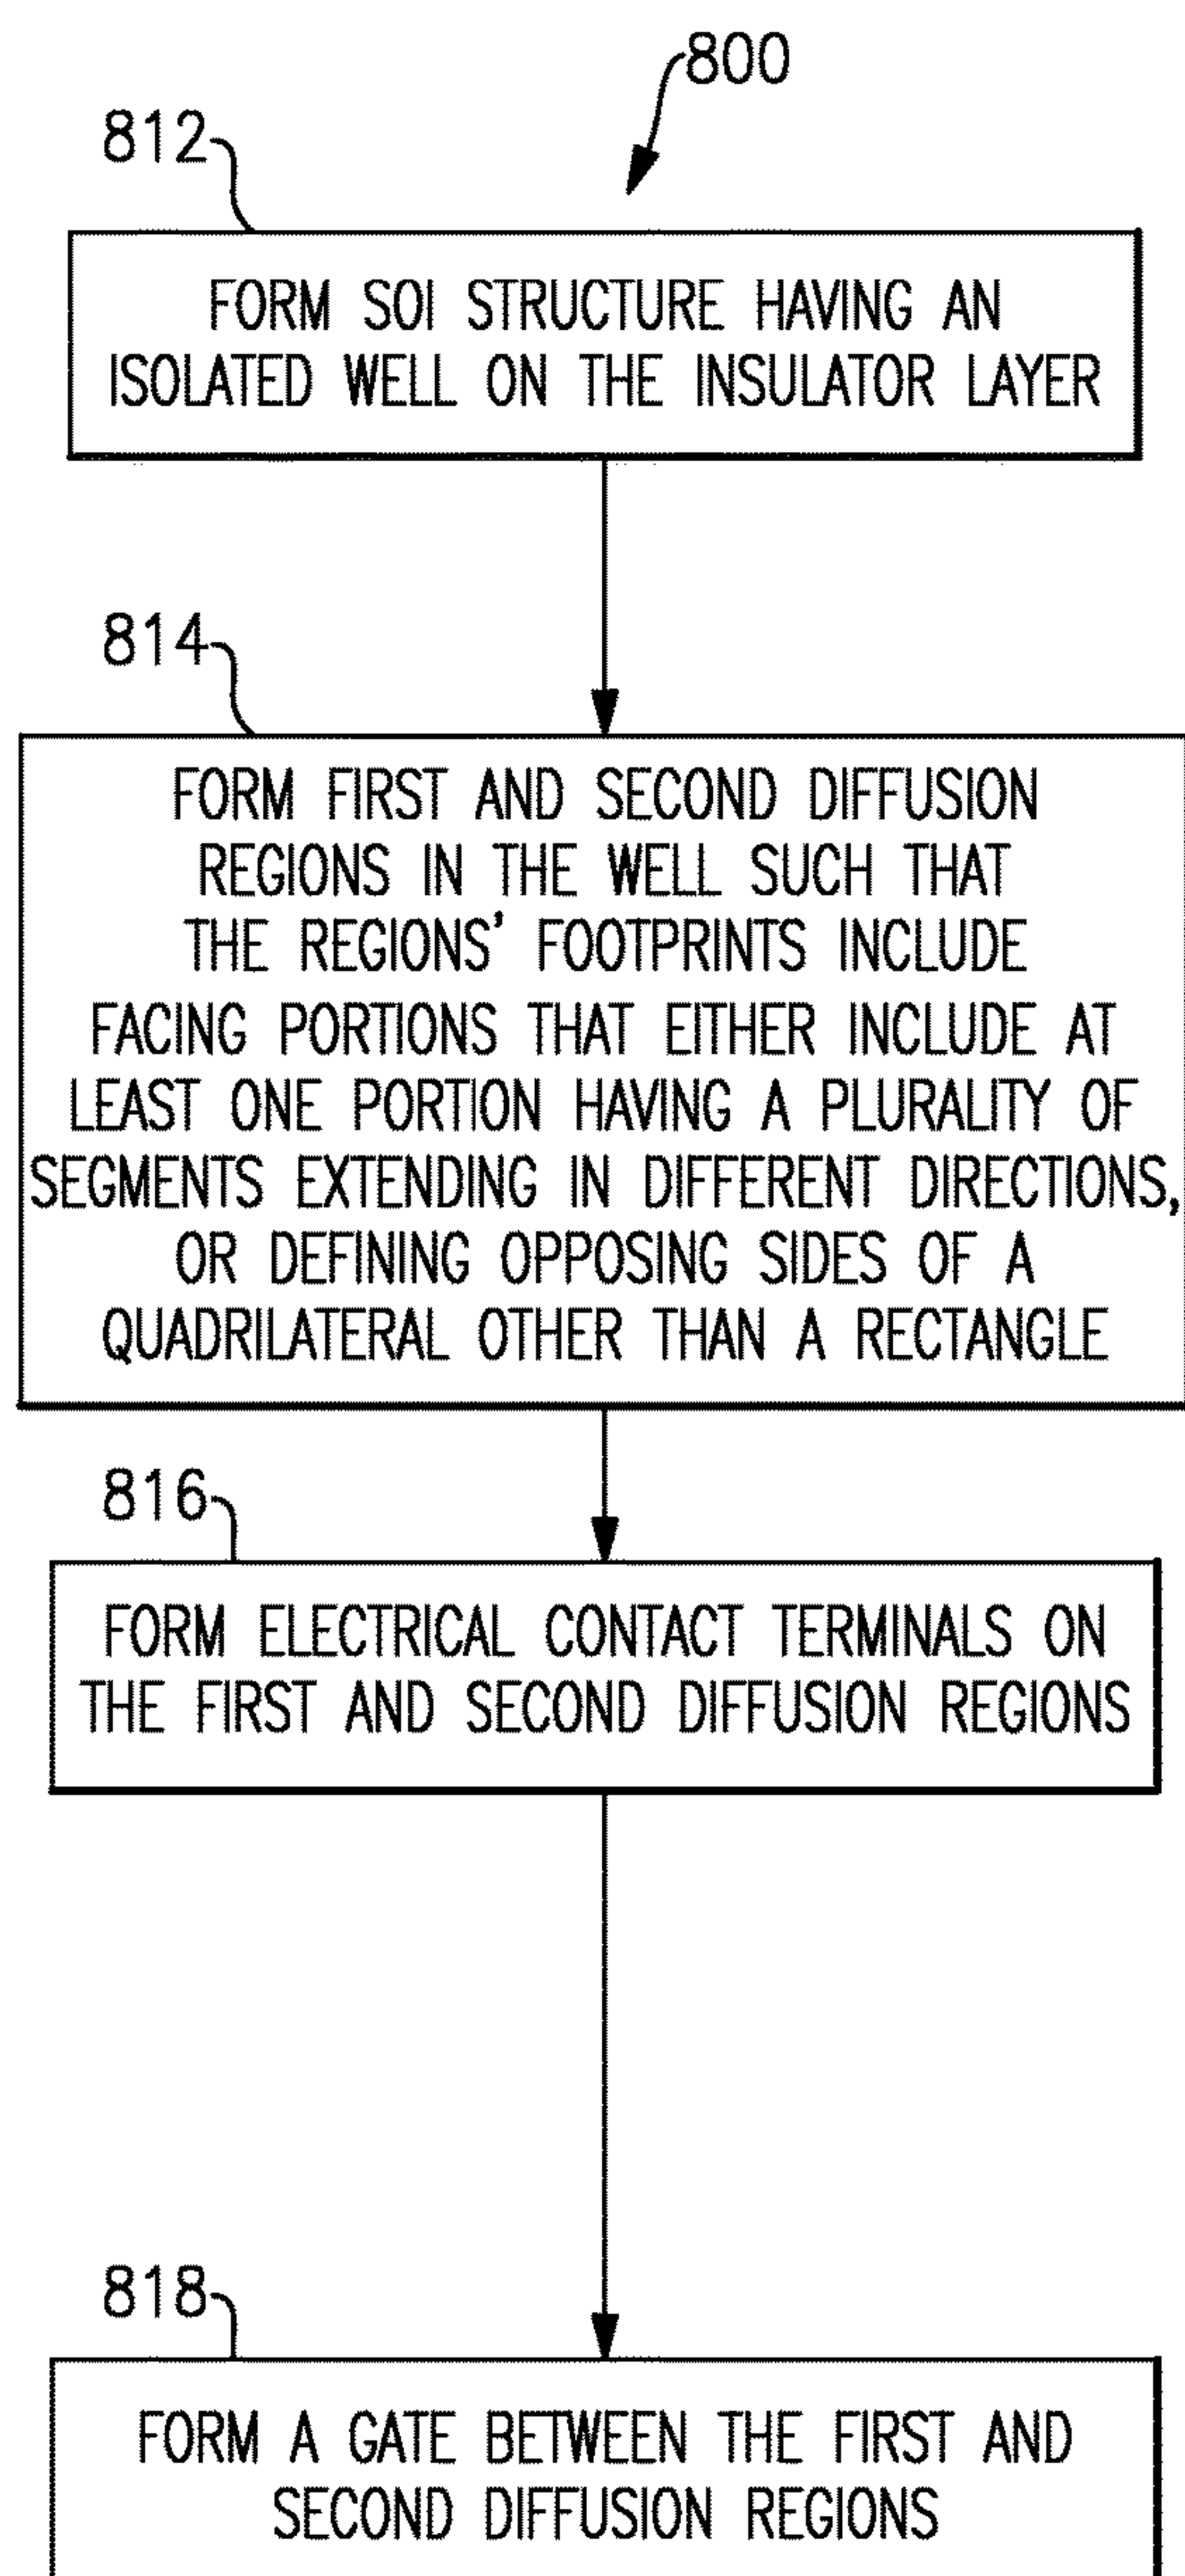 800
812
FORM SOI STRUCTURE HAVING AN
ISOLATED WELL ON THE INSULATOR LAYER
814
FORM FIRST AND SECOND DIFFUSION
REGIONS IN THE WELL SUCH THAT
THE REGIONS' FOOTPRINTS INCLUDE
FACING PORTIONS THAT EITHER INCLUDE AT
LEAST ONE PORTION HAVING A PLURALITY OF
SEGMENTS EXTENDING IN DIFFERENT DIRECTIONS,
OR DEFINING OPPOSING SIDES OF A
QUADRILATERAL OTHER THAN A RECTANGLE
816
FORM ELECTRICAL CONTACT TERMINALS ON
THE FIRST AND SECOND DIFFUSION REGIONS
818
FORM A GATE BETWEEN THE FIRST AND
SECOND DIFFUSION REGIONS